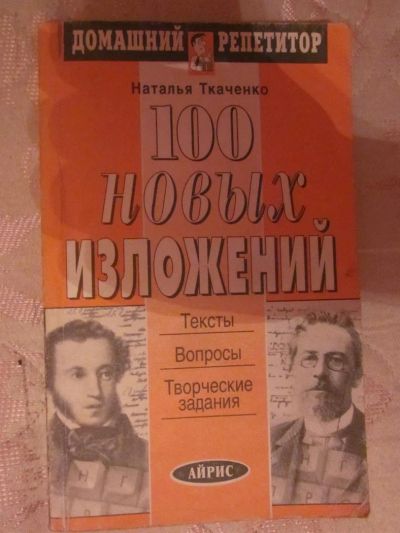 ДОМАШНИЙ РЕПЕТИТОР
Наталья Ткаченко
100
НОВЫХ
ИЗЛОЖЕНИЙ
Тексты
Вопросы
Творческие
задания
АЙРИС